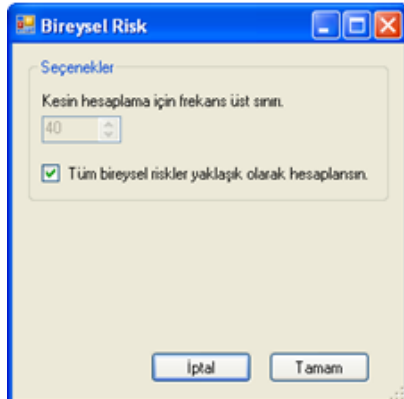 Bireysel Risk
Seçenekler
Kesin hesaplama için frekans üst sınırı.
40
Tüm bireysel riskler yaklaşık olarak hesaplansın.
İptal
Tamam